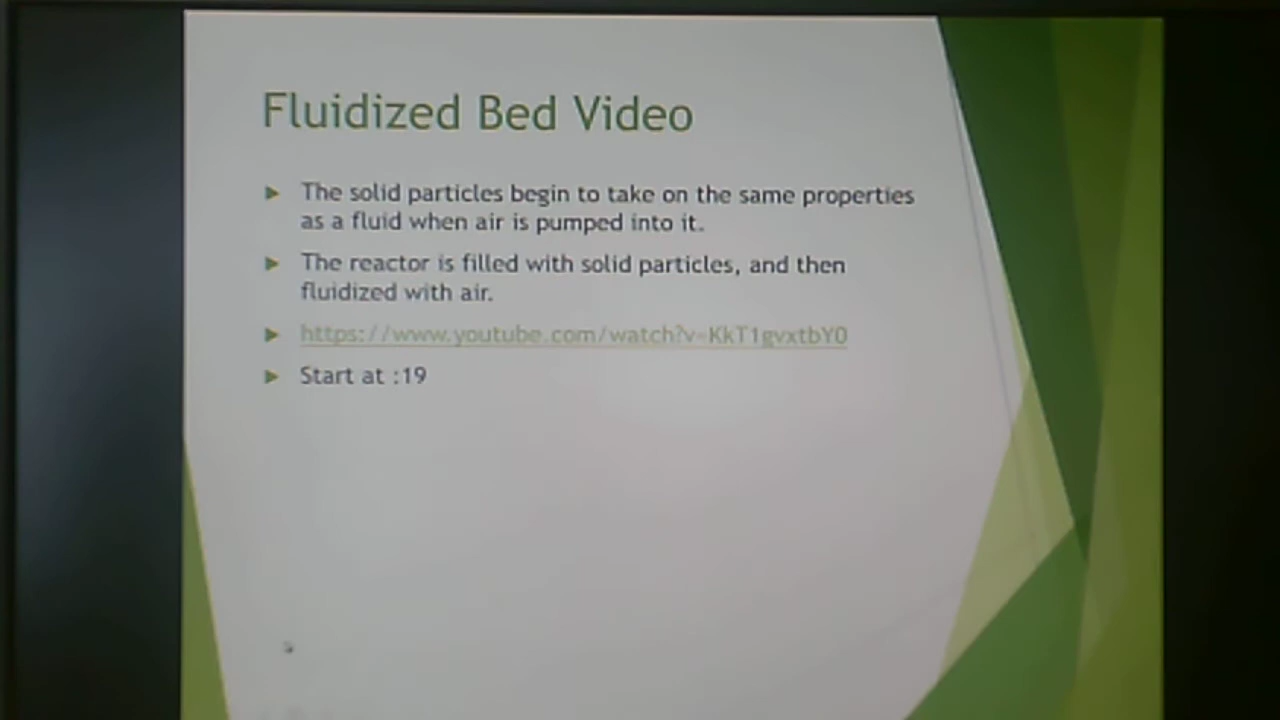 Fluidized Bed Video
The solid particles begin to take on the same properties
as a fluid when air is pumped into it.
The reactor is filled with solid particles, and then
fluidized with air.
https://www.youtube.com/watch?v=KkT1gvxtbY0
Start at :19